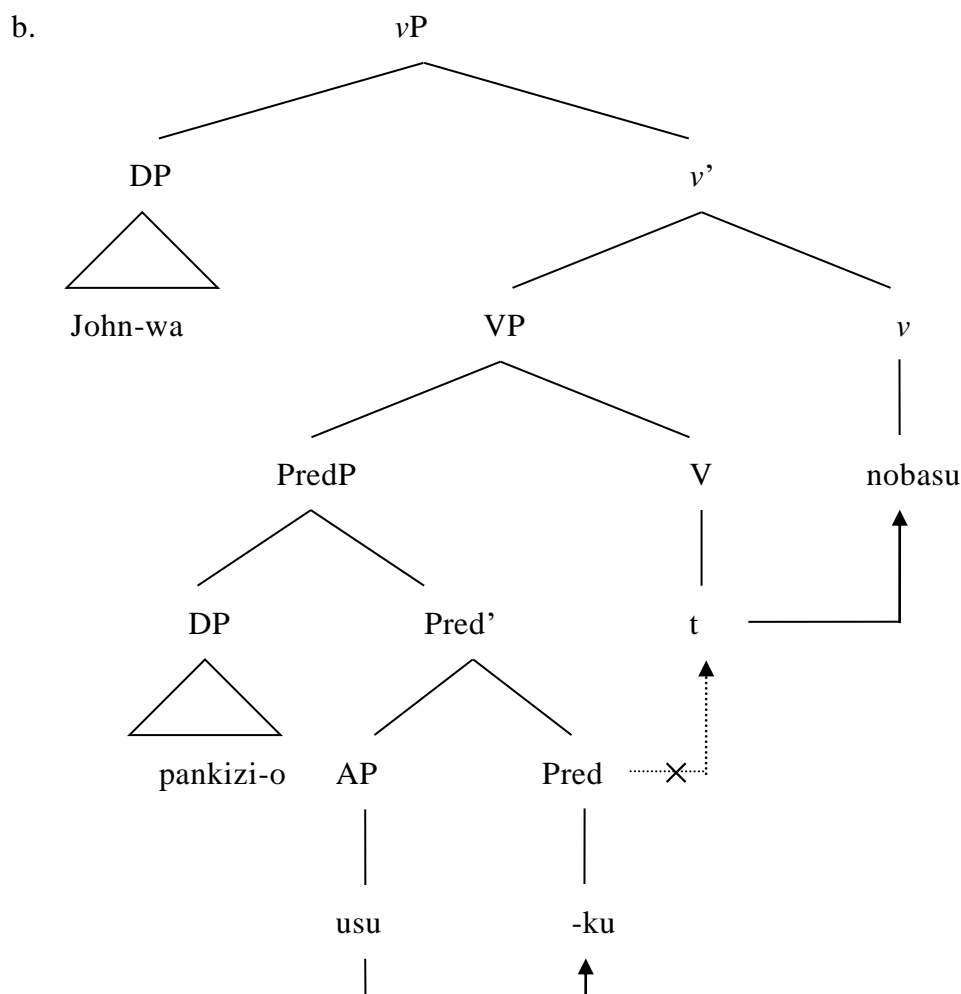 b. vP
DP v’
John-wa VP v
PredP V nobasu
DP Pred’ t
pankizi-o AP Pred
usu -ku